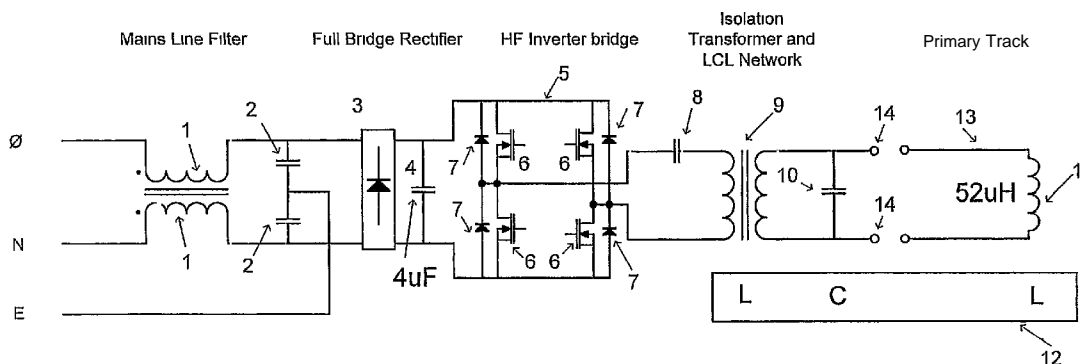 Mains Line Filter
Full Bridge Rectifier
HF Inverter bridge
Isolation
Transformer and
LCL Network
Primary Track
5
1
2
3
7
8
9
14
13
Ø
7
6
6
4
10
52uH
1
7
14
N
1
2
4uF
6
6
7
E
L C L
12